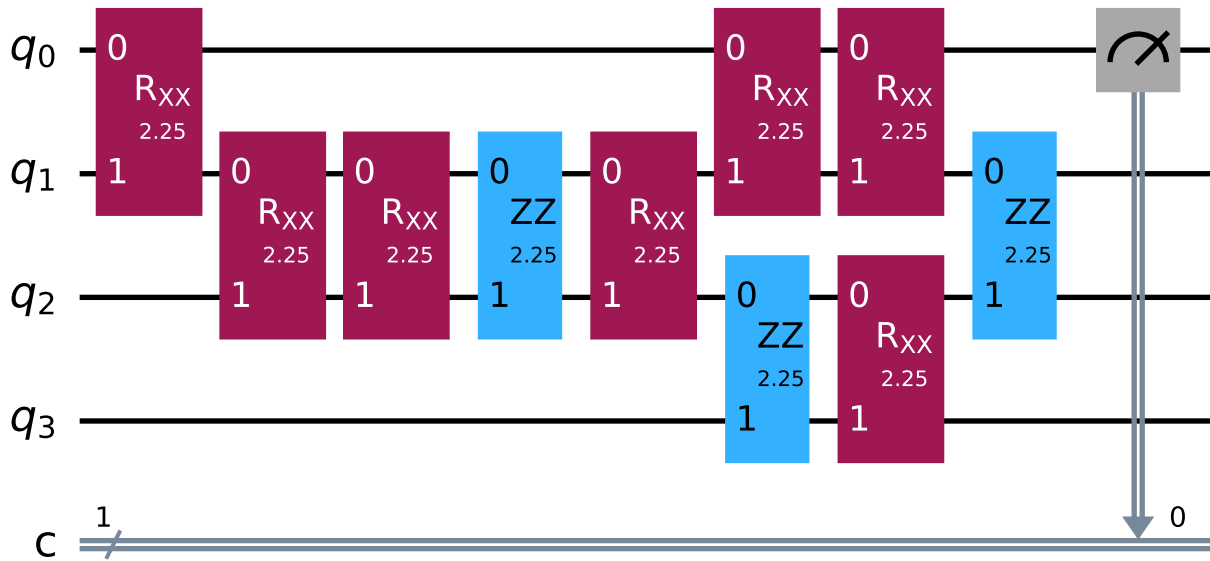 q0 0 0 0
RXX RXX RXX
2.25 2.25 2.25
q1 1 0 0 0 0 1 1 0
RXX RXX ZZ RXX ZZ
2.25 2.25 2.25 2.25 2.25
q2 1 1 1 1 0 0 1
ZZ RXX
2.25 2.25
q3 1 1
1 0
c